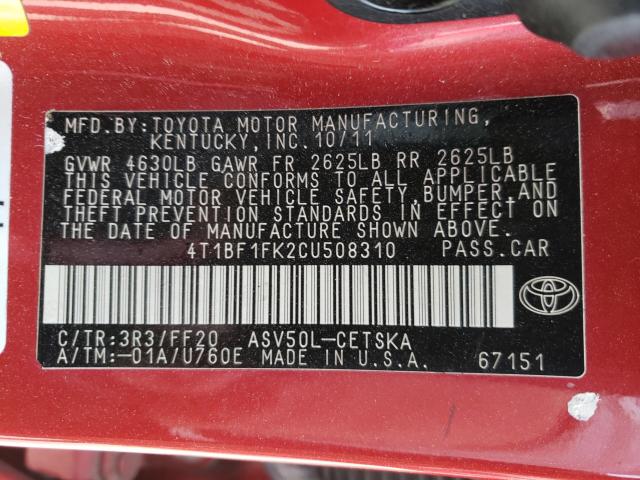 MFD.BY:TOYOTA MOTOR MANUFACTURING,
KENTUCKY,INC.10/11
GVWR 4630LB GAWR FR 2625LB RR 2625LB
THIS VEHICLE CONFORMS TO ALL APPLICABLE
FEDERAL MOTOR VEHICLE SAFETY,BUMPER,AND
THEFT PREVENTION STANDARDS IN EFFECT ON
THE DATE OF MANUFACTURE SHOWN ABOVE.
4T1BF1FK2CU508310 PASS.CAR
C/TR:3R3/FF20 ASV50L-CETSKA
A/TM:-01A/U760E MADE IN U.S.A. 67151